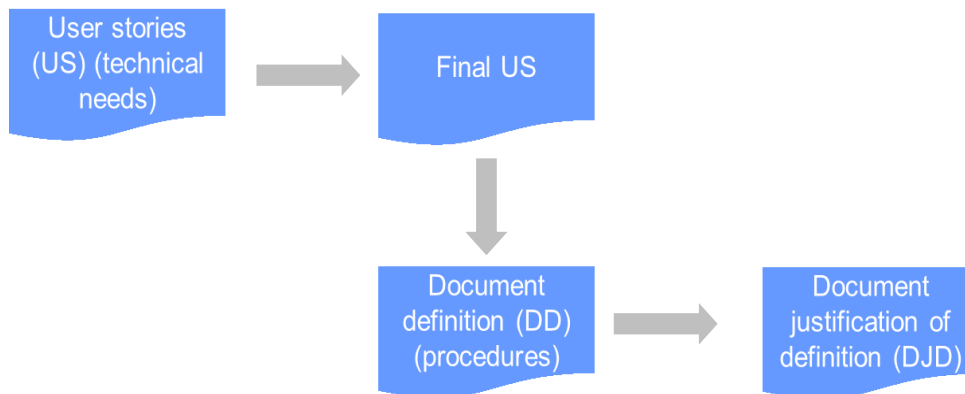 User stories
(US) (technical
needs)
Final US
Document
definition (DD)
(procedures)
Document
justification of
definition (DJD)